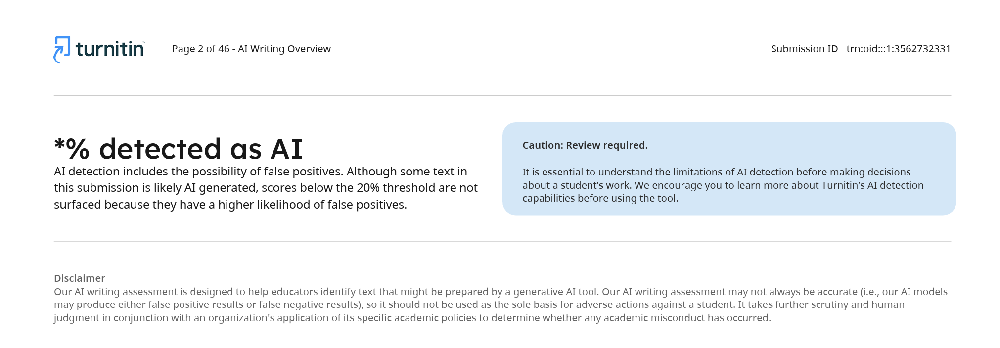 turnitin
Page 2 of 46 - AI Writing Overview
Submission ID trn:oid:::1:3562732331
*% detected as AI
AI detection includes the possibility of false positives. Although some text in
this submission is likely AI generated, scores below the 20% threshold are not
surfaced because they have a higher likelihood of false positives.
Caution: Review required.
It is essential to understand the limitations of AI detection before making decisions
about a student’s work. We encourage you to learn more about Turnitin’s AI detection
capabilities before using the tool.
Disclaimer
Our AI writing assessment is designed to help educators identify text that might be prepared by a generative AI tool. Our AI writing assessment may not always be accurate (i.e., our AI models
may produce either false positive results or false negative results), so it should not be used as the sole basis for adverse actions against a student. It takes further scrutiny and human
judgment in conjunction with an organization's application of its specific academic policies to determine whether any academic misconduct has occurred.